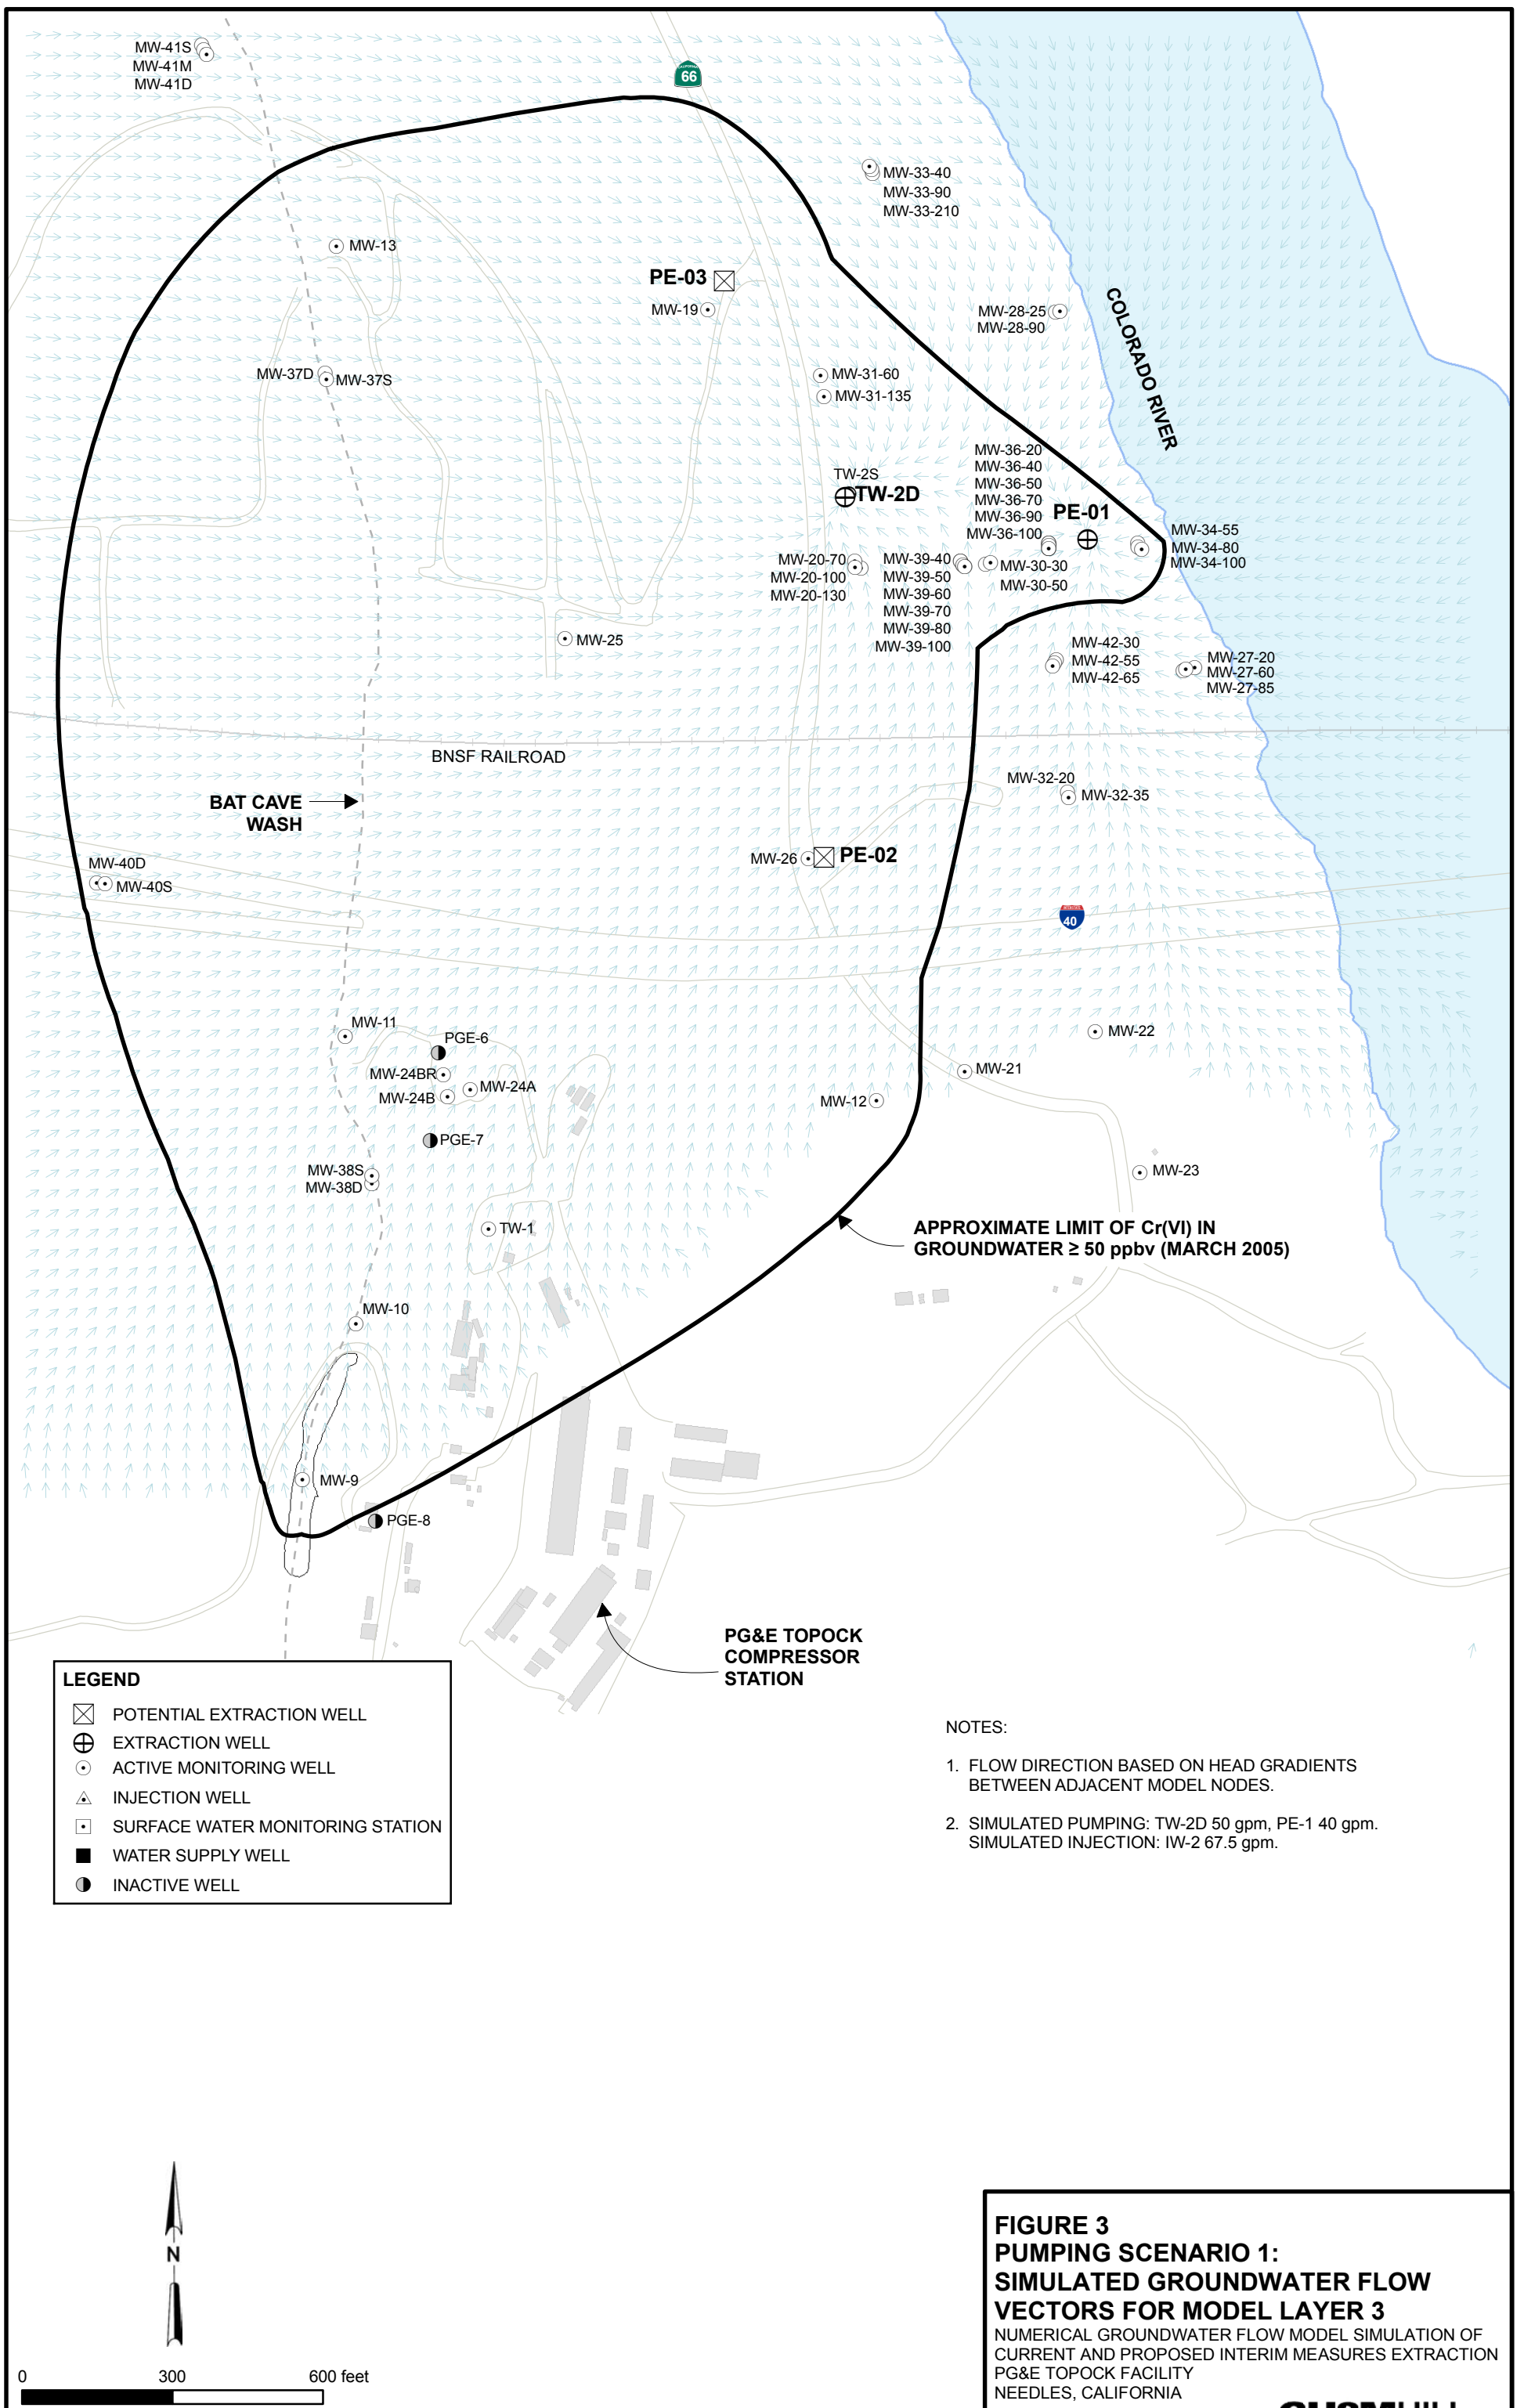 MW-41S
MW-41M
MW-41D
CALIFORNIA
66
MW-33-40
MW-33-90
MW-33-210
MW-13
PE-03
MW-19
MW-28-25
MW-28-90
COLORADO RIVER
MW-37D
MW-37S
MW-31-60
MW-31-135
TW-2S
TW-2D
MW-36-20
MW-36-40
MW-36-50
MW-36-70
MW-36-90
MW-36-100
PE-01
MW-34-55
MW-34-80
MW-34-100
MW-20-70
MW-20-100
MW-20-130
MW-39-40
MW-39-50
MW-39-60
MW-39-70
MW-39-80
MW-39-100
MW-30-30
MW-30-50
MW-25
MW-42-30
MW-42-55
MW-42-65
MW-27-20
MW-27-60
MW-27-85
BNSF RAILROAD
BAT CAVE
WASH
MW-32-20
MW-32-35
MW-26
PE-02
MW-40D
MW-40S
40
MW-11
PGE-6
MW-24BR
MW-24A
MW-24B
PGE-7
MW-22
MW-21
MW-12
MW-38S
MW-38D
MW-23
TW-1
APPROXIMATE LIMIT OF Cr(VI) IN
GROUNDWATER ≥ 50 ppbv (MARCH 2005)
MW-10
MW-9
PGE-8
PG&E TOPOCK
COMPRESSOR
STATION
LEGEND
POTENTIAL EXTRACTION WELL
EXTRACTION WELL
ACTIVE MONITORING WELL
INJECTION WELL
SURFACE WATER MONITORING STATION
WATER SUPPLY WELL
INACTIVE WELL
NOTES:
1. FLOW DIRECTION BASED ON HEAD GRADIENTS
BETWEEN ADJACENT MODEL NODES.
2. SIMULATED PUMPING: TW-2D 50 gpm, PE-1 40 gpm.
SIMULATED INJECTION: IW-2 67.5 gpm.
N
0 300 600 feet
FIGURE 3
PUMPING SCENARIO 1:
SIMULATED GROUNDWATER FLOW
VECTORS FOR MODEL LAYER 3
NUMERICAL GROUNDWATER FLOW MODEL SIMULATION OF
CURRENT AND PROPOSED INTERIM MEASURES EXTRACTION
PG&E TOPOCK FACILITY
NEEDLES, CALIFORNIA